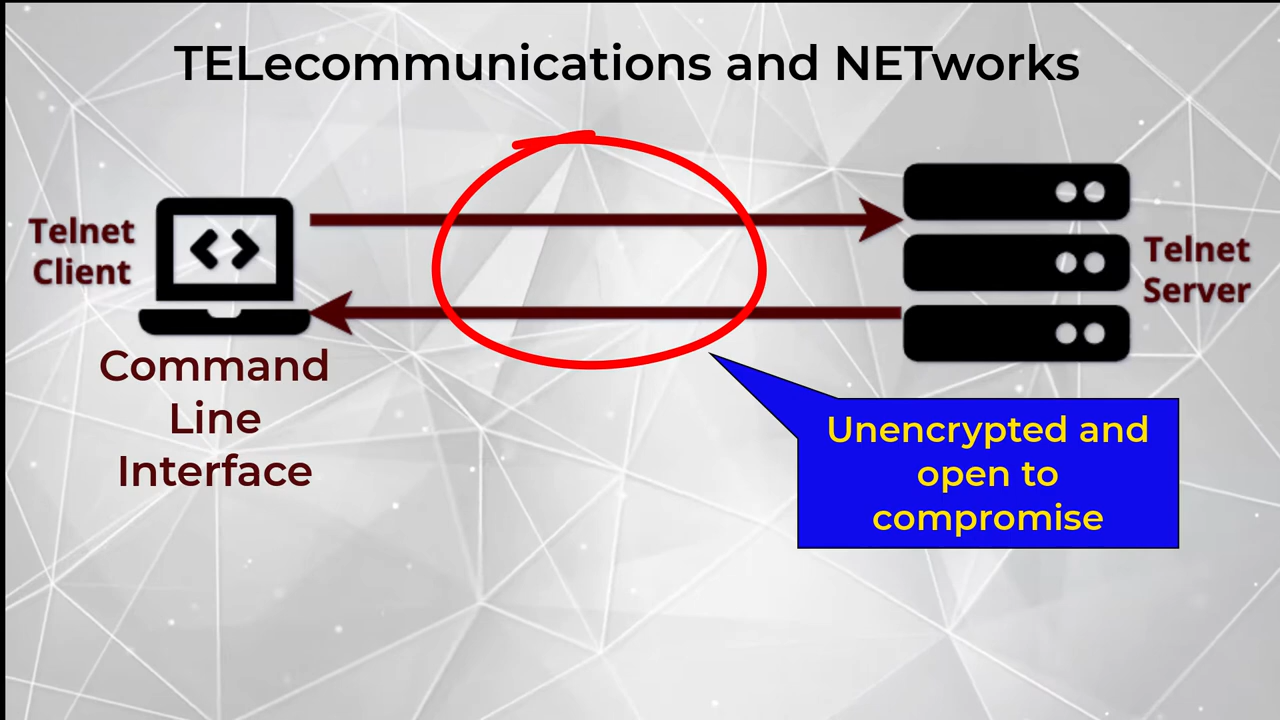 TELecommunications and NETworks
Telnet
Client
Command
Line
Interface
Telnet
Server
Unencrypted and
open to
compromise